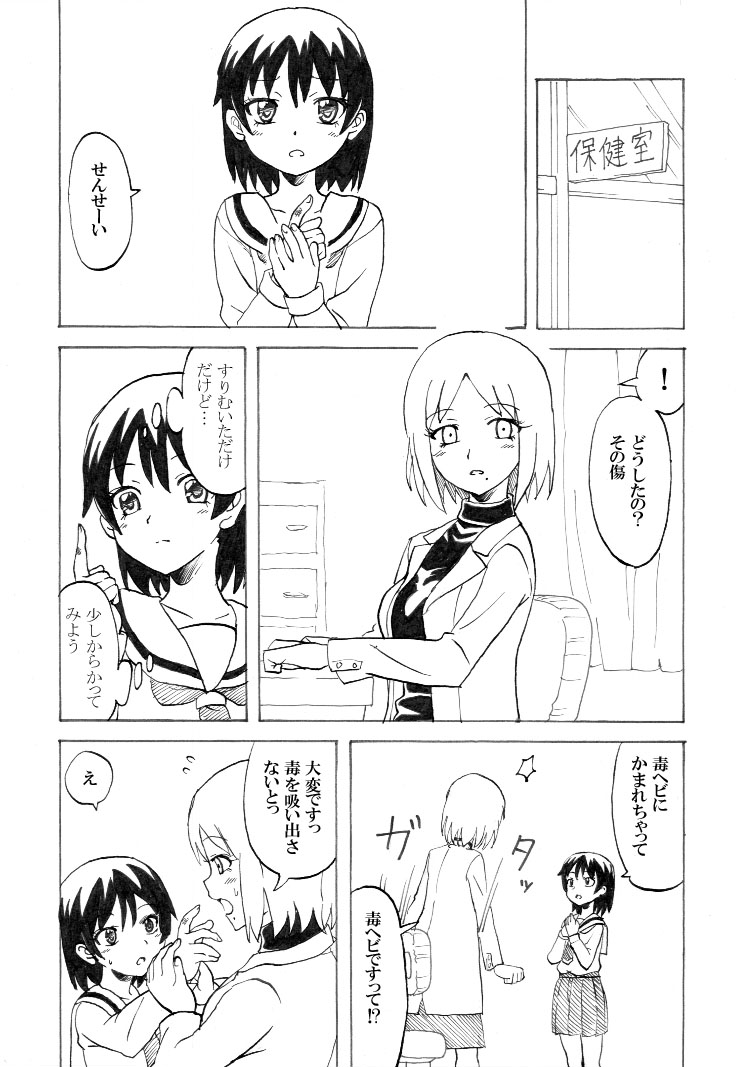 保健室
せんせーい
！
どうしたの？
その傷
すりむいただけ
だけど…
少しからかって
みよう
毒ヘビに
かまれちゃって
ガタッ
毒ヘビですって!?
大変ですっ
毒を吸い出さ
ないとっ
え